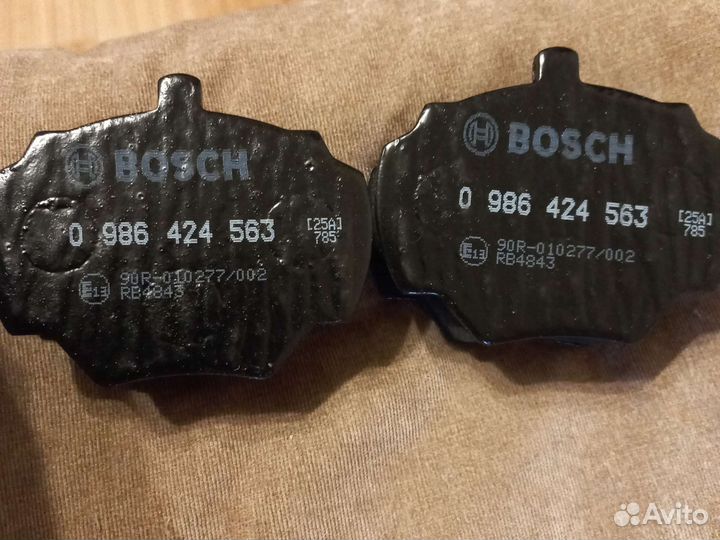 BOSCH
0 986 424 563
[25A]
785
E13
90R-010277/002
RB4843
BOSCH
0 986 424 563
[25A]
785
E13
90R-010277/002
RB4843
Avito